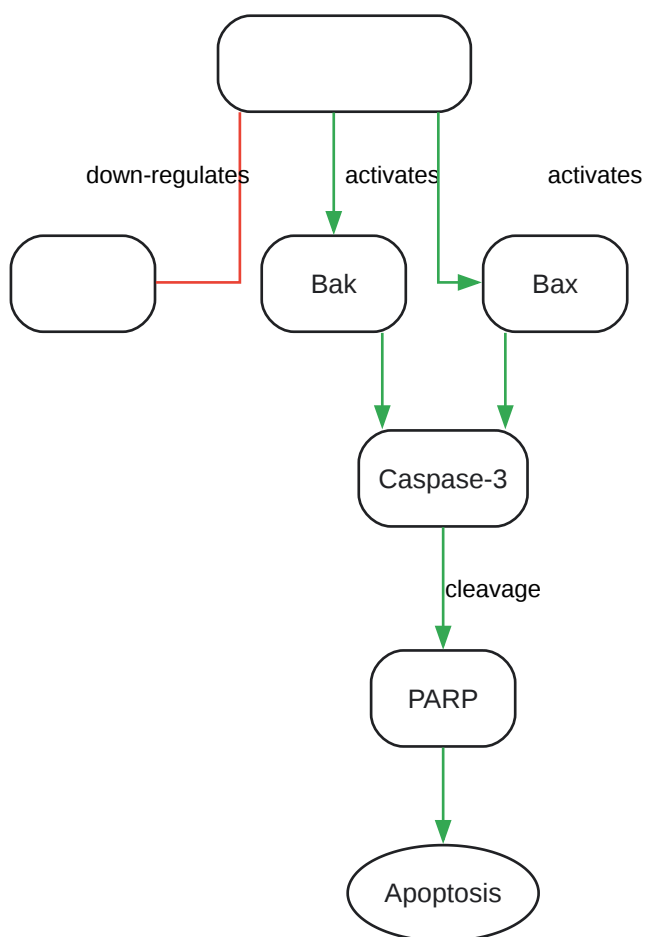 down-regulates
activates
activates
Bak
Bax
Caspase-3
cleavage
PARP
Apoptosis